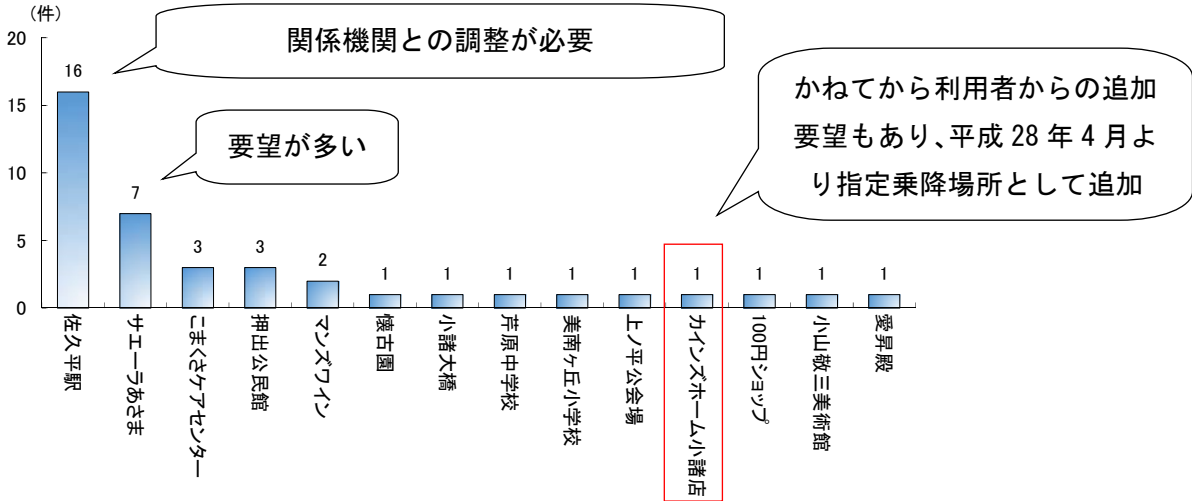 (件)
20
15
10
5
0
関係機関との調整が必要
要望が多い
かねてから利用者からの追加
要望もあり、平成 28 年 4 月よ
り指定乗降場所として追加
16
7
3
3
2
1
1
1
1
1
1
1
1
1
佐久平駅
サエーラあさま
こまくさケアセンター
押出公民館
マンズワイン
懐古園
小諸大橋
芦原中学校
美南ヶ丘小学校
上ノ平公会場
カインズホーム小諸店
100円ショップ
小山敬三美術館
愛昇殿